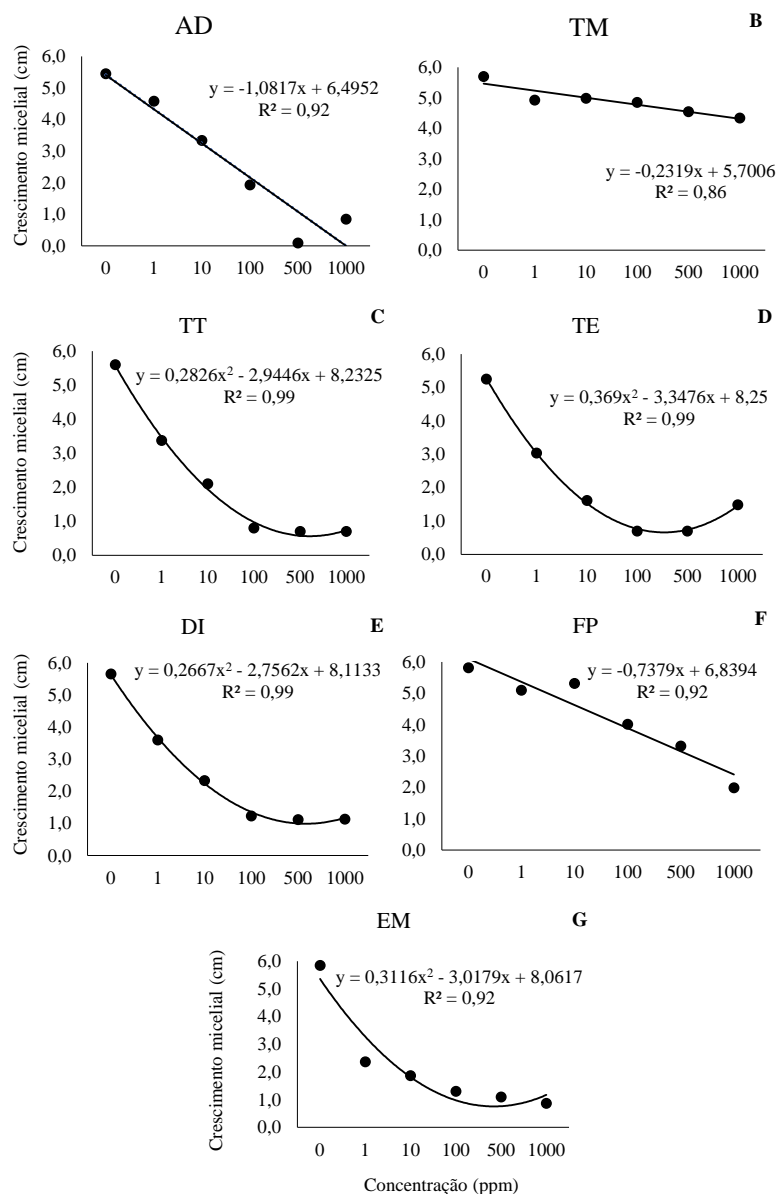 AD
Crescimento micelial (cm)
6,0
5,0
4,0
3,0
2,0
1,0
0,0
y = -1,0817x + 6,4952
R² = 0,92
0 1 10 100 500 1000
TM
B
6,0
5,0
4,0
3,0
2,0
1,0
0,0
y = -0,2319x + 5,7006
R² = 0,86
0 1 10 100 500 1000
TT
C
Crescimento micelial (cm)
6,0
5,0
4,0
3,0
2,0
1,0
0,0
y = 0,2826x² - 2,9446x + 8,2325
R² = 0,99
0 1 10 100 500 1000
TE
D
6,0
5,0
4,0
3,0
2,0
1,0
0,0
y = 0,369x² - 3,3476x + 8,25
R² = 0,99
0 1 10 100 500 1000
DI
E
Crescimento micelial (cm)
6,0
5,0
4,0
3,0
2,0
1,0
0,0
y = 0,2667x² - 2,7562x + 8,1133
R² = 0,99
0 1 10 100 500 1000
FP
F
6,0
5,0
4,0
3,0
2,0
1,0
0,0
y = -0,7379x + 6,8394
R² = 0,92
0 1 10 100 500 1000
EM
G
Crescimento micelial (cm)
6,0
5,0
4,0
3,0
2,0
1,0
0,0
y = 0,3116x² - 3,0179x + 8,0617
R² = 0,92
0 1 10 100 500 1000
Concentração (ppm)